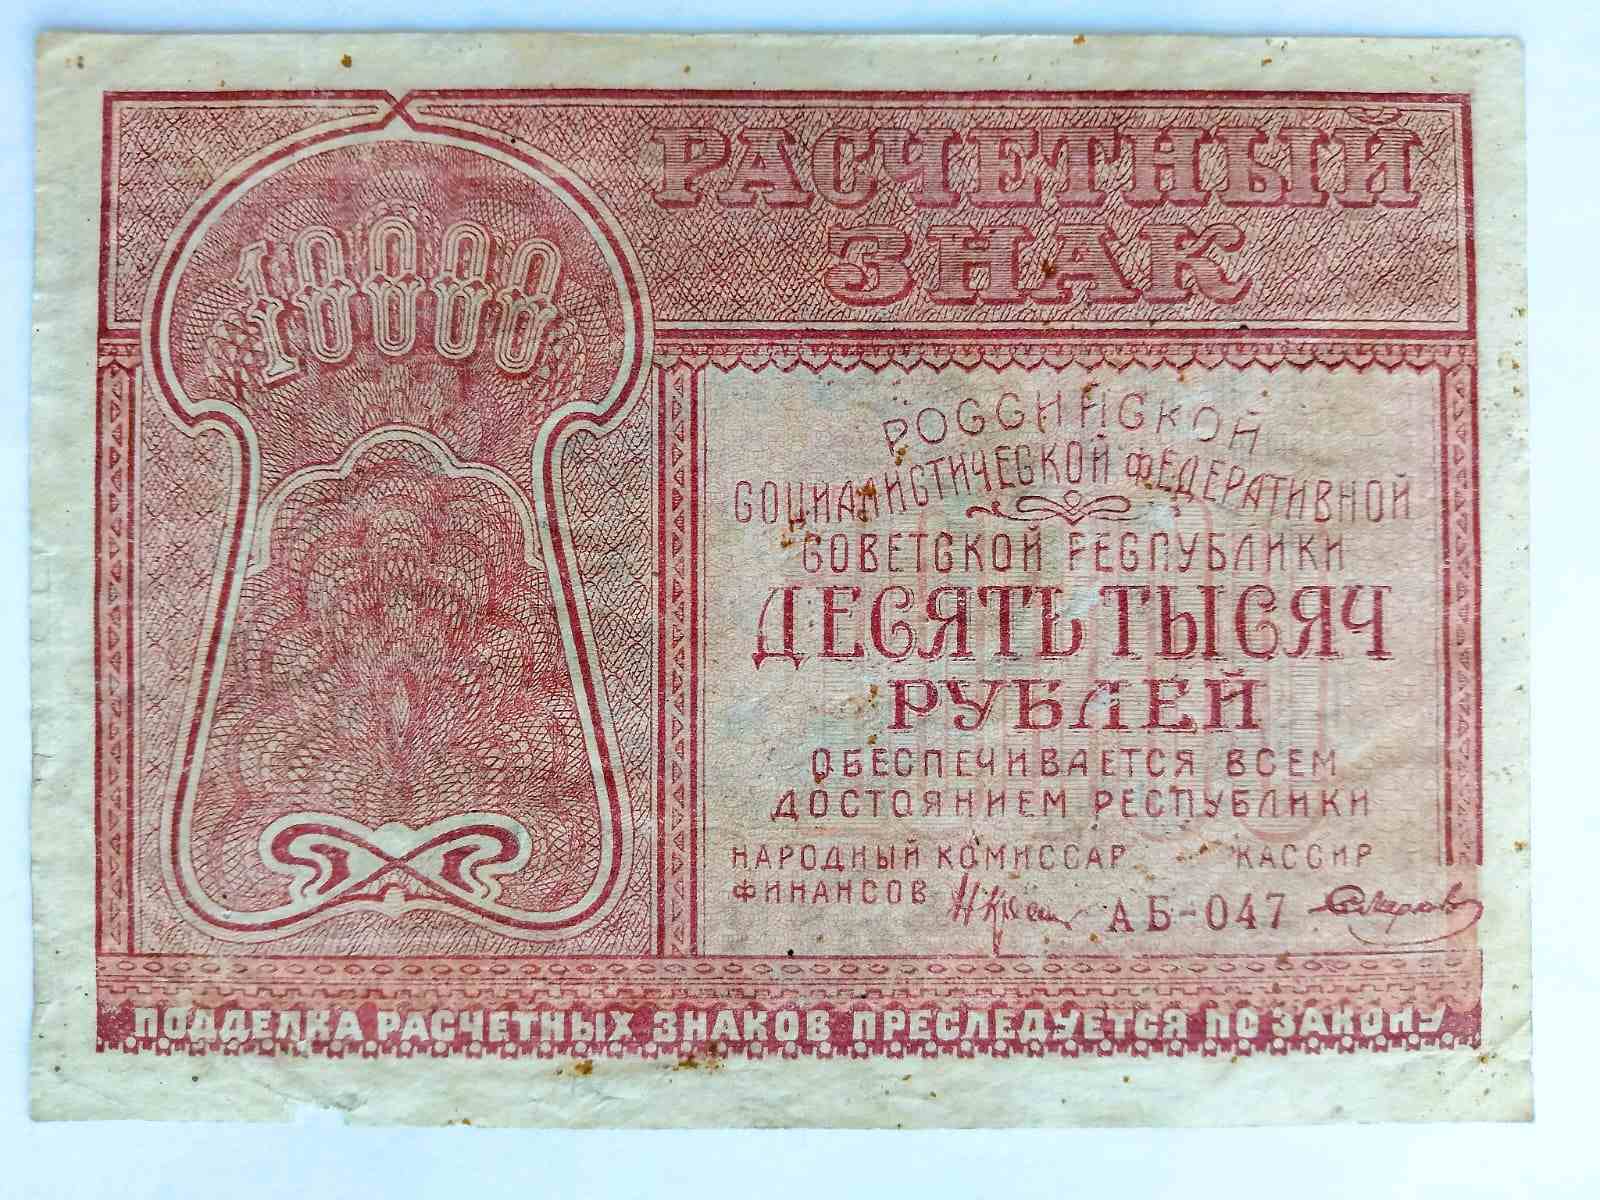 РАСЧЕТНЫЙ
ЗНАК
10000
10000
РОССИЙСКОЙ
СОЦИАЛИСТИЧЕСКОЙ ФЕДЕРАТИВНОЙ
СОВЕТСКОЙ РЕСПУБЛИКИ
ДЕСЯТЬ ТЫСЯЧ
РУБЛЕЙ
ОБЕСПЕЧИВАЕТСЯ ВСЕМ
ДОСТОЯНИЕМ РЕСПУБЛИКИ
НАРОДНЫЙ КОМИССАР КАССИР
ФИНАНСОВ АБ-047
ПОДДЕЛКА РАСЧЕТНЫХ ЗНАКОВ ПРЕСЛЕДУЕТСЯ ПО ЗАКОНУ